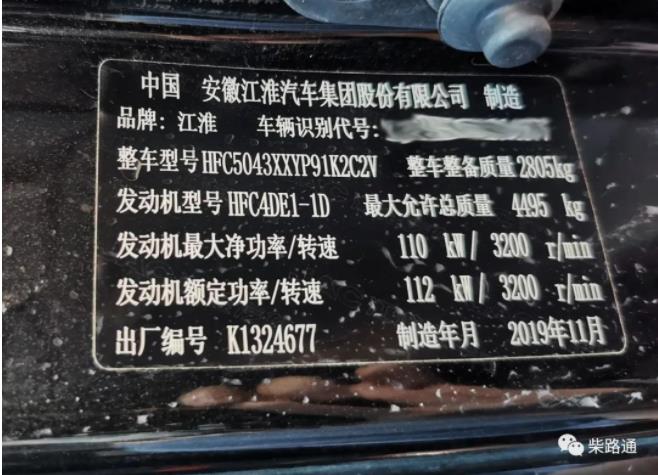 中国 安徽江淮汽车集团股份有限公司 制造
品牌: 江淮 车辆识别代号:
整车型号 HFC5043XXYP91K2C2V 整车整备质量 2805kg
发动机型号 HFC4DE1-1D 最大允许总质量 4495 kg
发动机最大净功率/转速 110 kW/ 3200 r/min
发动机额定功率/转速 112 kW/ 3200 r/min
出厂编号 K1324677 制造年月 2019年11月
柴路通